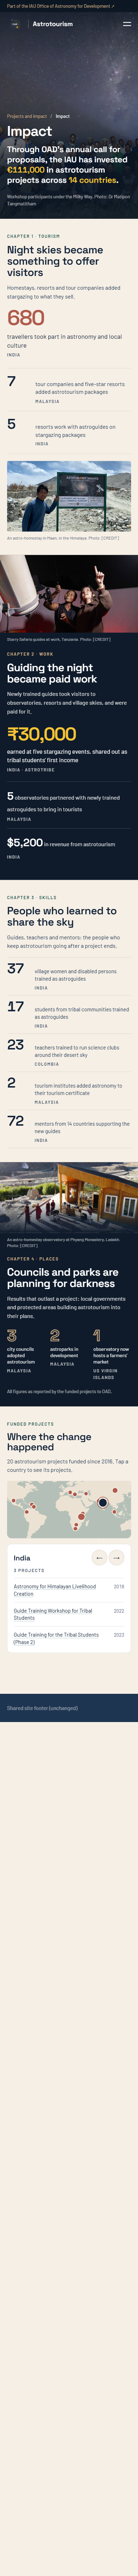 Part of the IAU Office of Astronomy for Development ↗
Astrotourism
Projects and Impact / Impact
Impact
Through OAD's annual call for
proposals, the IAU has invested
€111,000 in astrotourism
projects across 14 countries.
Workshop participants under the Milky Way. Photo: Dr Matipon
Tangmatitham
CHAPTER 1 · TOURISM
Night skies became
something to offer
visitors
Homestays, resorts and tour companies added
stargazing to what they sell.
680
travellers took part in astronomy and local
culture
INDIA
7
tour companies and five-star resorts
added astrotourism packages
MALAYSIA
5
resorts work with astroguides on
stargazing packages
INDIA
An astro-homestay in Maan, in the Himalaya. Photo: [CREDIT]
Starry Safaris guides at work, Tanzania. Photo: [CREDIT]
CHAPTER 2 · WORK
Guiding the night
became paid work
Newly trained guides took visitors to
observatories, resorts and village skies, and were
paid for it.
₹30,000
earned at five stargazing events, shared out as
tribal students' first income
INDIA · ASTROTRIBE
5 observatories partnered with newly trained
astroguides to bring in tourists
MALAYSIA
$5,200 in revenue from astrotourism
INDIA
CHAPTER 3 · SKILLS
People who learned to
share the sky
Guides, teachers and mentors: the people who
keep astrotourism going after a project ends.
37
village women and disabled persons
trained as astroguides
INDIA
17
students from tribal communities trained
as astroguides
INDIA
23
teachers trained to run science clubs
around their desert sky
COLOMBIA
2
tourism institutes added astronomy to
their tourism certificate
MALAYSIA
72
mentors from 14 countries supporting the
new guides
INDIA
An astro-homestay observatory at Phyang Monastery, Ladakh.
Photo: [CREDIT]
CHAPTER 4 · PLACES
Councils and parks are
planning for darkness
Results that outlast a project: local governments
and protected areas building astrotourism into
their plans.
3
city councils
adopted
astrotourism
MALAYSIA
2
astroparks in
development
MALAYSIA
1
observatory now
hosts a farmers'
market
US VIRGIN
ISLANDS
All figures as reported by the funded projects to OAD.
FUNDED PROJECTS
Where the change
happened
20 astrotourism projects funded since 2016. Tap a
country to see its projects.
India
← →
3 PROJECTS
Astronomy for Himalayan Livelihood
Creation
2019
Guide Training Workshop for Tribal
Students
2022
Guide Training for the Tribal Students
(Phase 2)
2023
Shared site footer (unchanged)